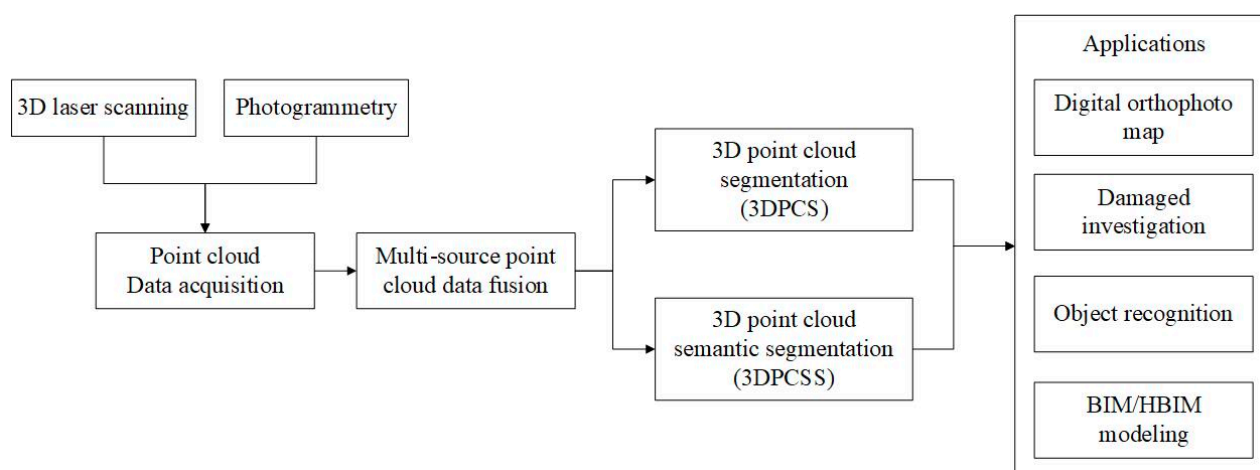 3D laser scanning
Photogrammetry
Point cloud
Data acquisition
Multi-source point
cloud data fusion
3D point cloud
segmentation
(3DPCS)
3D point cloud
semantic segmentation
(3DPCSS)
Applications
Digital orthophoto
map
Damaged
investigation
Object recognition
BIM/HBIM
modeling